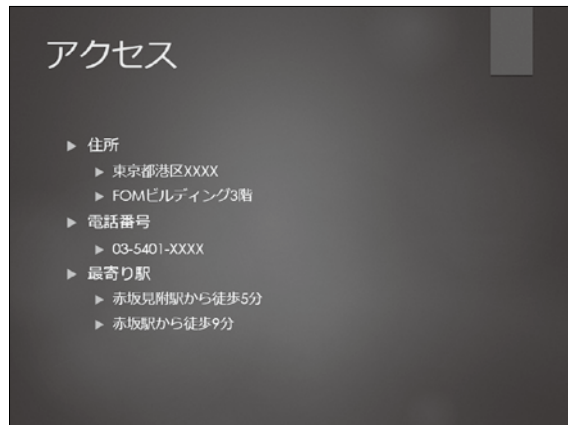 アクセス
住所
東京都港区XXXX
FOMビルディング3階
電話番号
03-5401-XXXX
最寄り駅
赤坂見附駅から徒歩5分
赤坂駅から徒歩9分